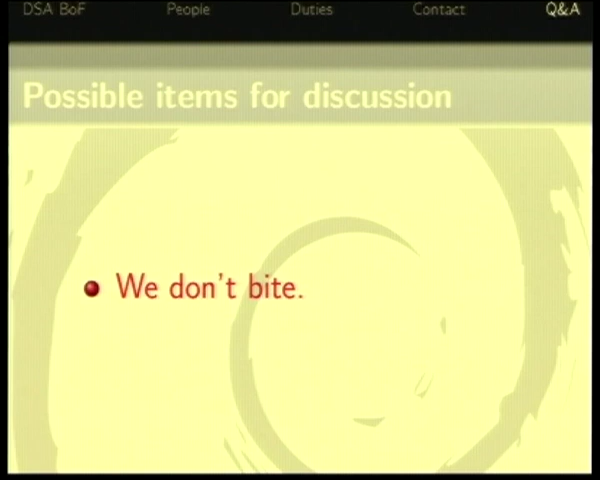 DSA BoF People Duties Contact Q&A
Possible items for discussion
We don't bite.